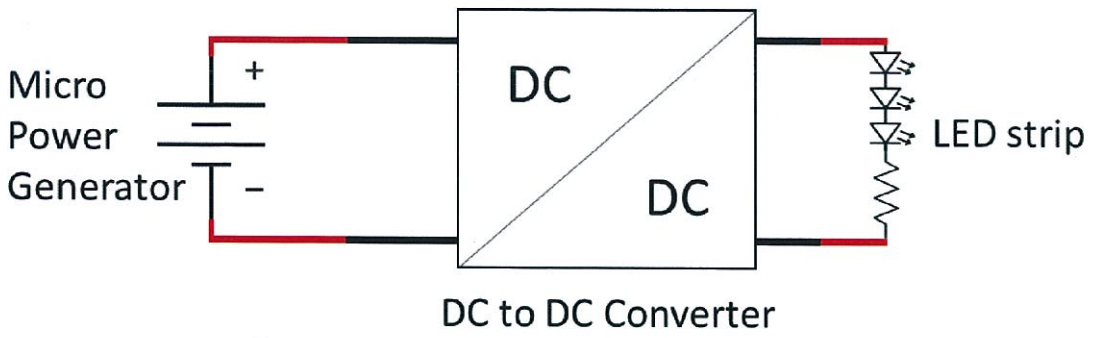 Micro
Power
Generator
+
−
DC
DC
LED strip
DC to DC Converter